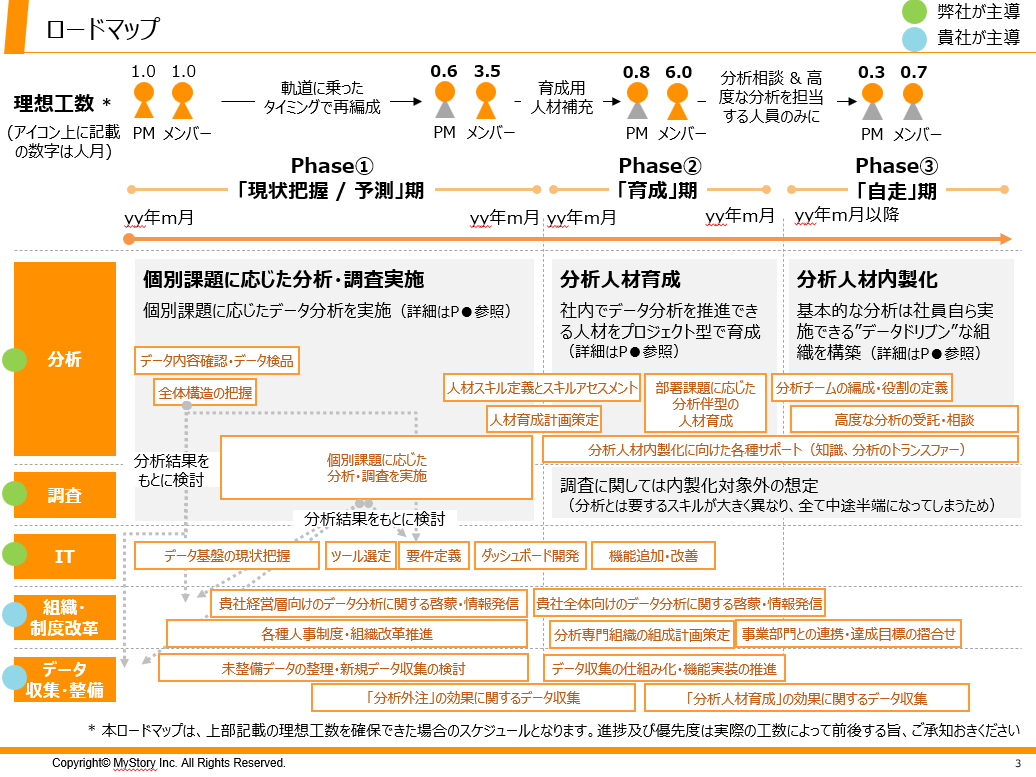 ロードマップ
弊社が主導
貴社が主導
理想工数 *
(アイコン上に記載
の数字は人月)
1.0 1.0
PM メンバー
軌道に乗った
タイミングで再編成
0.6 3.5
PM メンバー
育成用
人材補充
0.8 6.0
PM メンバー
分析相談 & 高
度な分析を担当
する人員のみに
0.3 0.7
PM メンバー
Phase①
「現状把握 / 予測」期
Phase②
「育成」期
Phase③
「自走」期
yy年m月
yy年m月
yy年m月
yy年m月
yy年m月以降
分析
個別課題に応じた分析・調査実施
個別課題に応じたデータ分析を実施（詳細はP●参照）
分析人材育成
社内でデータ分析を推進でき
る人材をプロジェクト型で育成
（詳細はP●参照）
分析人材内製化
基本的な分析は社員自ら実
施できる”データドリブン”な組
織を構築（詳細はP●参照）
データ内容確認・データ検品
全体構造の把握
人材スキル定義とスキルアセスメント
人材育成計画策定
部署課題に応じた
分析伴型の
人材育成
分析チームの編成・役割の定義
高度な分析の受託・相談
分析人材内製化に向けた各種サポート（知識、分析のトランスファー）
個別課題に応じた
分析・調査を実施
分析結果を
もとに検討
分析結果をもとに検討
調査
調査に関しては内製化対象外の想定
（分析とは要するスキルが大きく異なり、全て中途半端になってしまうため）
IT
データ基盤の現状把握
ツール選定
要件定義
ダッシュボード開発
機能追加・改善
組織・
制度改革
貴社経営層向けのデータ分析に関する啓蒙・情報発信
貴社全体向けのデータ分析に関する啓蒙・情報発信
各種人事制度・組織改革推進
分析専門組織の組成計画策定
事業部門との連携・達成目標の摺合せ
データ
収集・整備
未整備データの整理・新規データ収集の検討
データ収集の仕組み化・機能実装の推進
「分析外注」の効果に関するデータ収集
「分析人材育成」の効果に関するデータ収集
* 本ロードマップは、上部記載の理想工数を確保できた場合のスケジュールとなります。進捗及び優先度は実際の工数によって前後する旨、ご承知おきください
Copyright© MyStory Inc. All Rights Reserved.
3